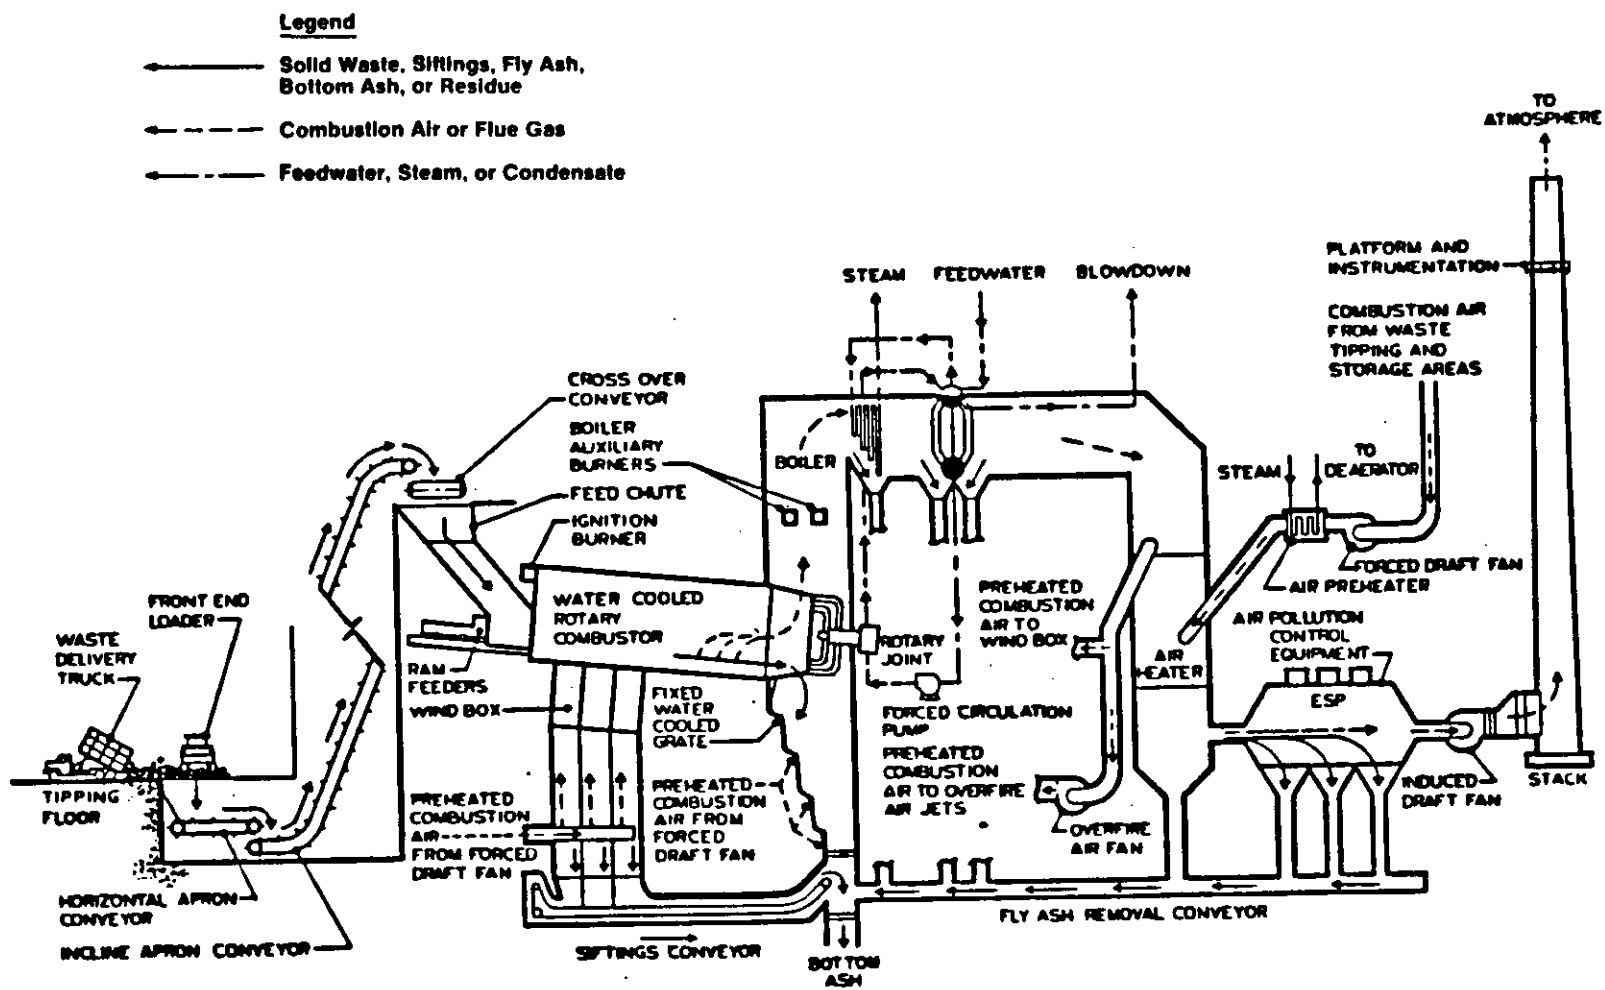 Legend
Solid Waste, Siftings, Fly Ash,
Bottom Ash, or Residue
Combustion Air or Flue Gas
Feedwater, Steam, or Condensate
TO
ATMOSPHERE
PLATFORM AND
INSTRUMENTATION
STEAM
FEEDWATER
BLOWDOWN
COMBUSTION AIR
FROM WASTE
TIPPING AND
STORAGE AREAS
CROSS OVER
CONVEYOR
BOILER
AUXILIARY
BURNERS
FEED CHUTE
IGNITION
BURNER
BOILER
STEAM
TO
DEAERATOR
FORCED DRAFT FAN
AIR PREHEATER
FRONT END
LOADER
WASTE
DELIVERY
TRUCK
WATER COOLED
ROTARY
COMBUSTOR
PREHEATED
COMBUSTION
AIR TO
WIND BOX
AIR POLLUTION
CONTROL
EQUIPMENT
ROTARY
JOINT
AIR
HEATER
RAM
FEEDERS
WIND BOX
FIXED
WATER
COOLED
GRATE
FORCED CIRCULATION
PUMP
ESP
PREHEATED
COMBUSTION
AIR TO OVERFIRE
AIR JETS
INDUCED
DRAFT FAN
STACK
TIPPING
FLOOR
PREHEATED
COMBUSTION
AIR
FROM FORCED
DRAFT FAN
PREHEATED
COMBUSTION
AIR FROM
FORCED
DRAFT FAN
OVERFIRE
AIR FAN
HORIZONTAL APRON
CONVEYOR
INCLINE APRON CONVEYOR
FLY ASH REMOVAL CONVEYOR
SIFTINGS CONVEYOR
BOTTOM
ASH